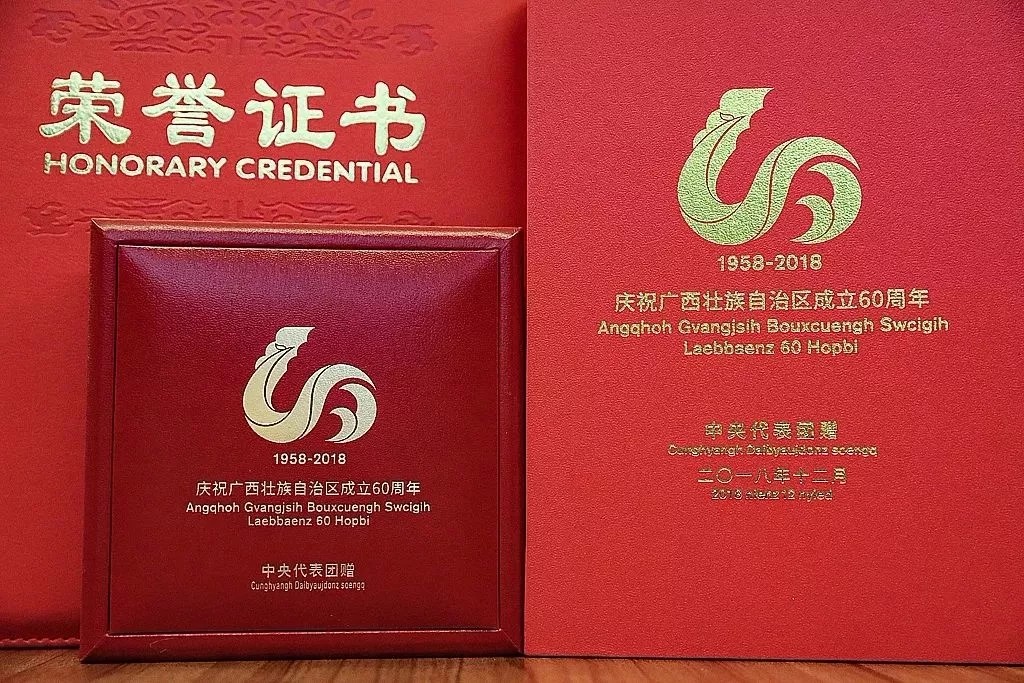 荣誉证书
HONORARY CREDENTIAL
1958-2018
庆祝广西壮族自治区成立60周年
Angqhoh Gvangjsih Bouxcuengh Swcigih
Laebbaenz 60 Hopbi
中央代表团赠
Cunghyangh Daibyaujdonz soengq
1958-2018
庆祝广西壮族自治区成立60周年
Angqhoh Gvangjsih Bouxcuengh Swcigih
Laebbaenz 60 Hopbi
中央代表团赠
Cunghyangh Daibyaujdonz soengq
二〇一八年十二月
2018 nienz 12 nyied